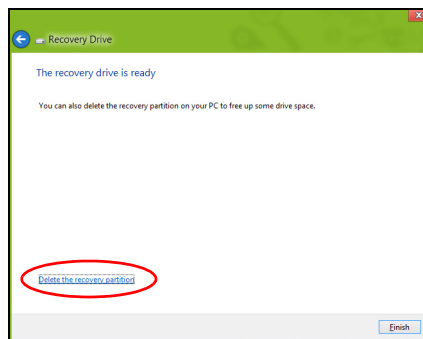 Recovery Drive
The recovery drive is ready
You can also delete the recovery partition on your PC to free up some drive space.
Delete the recovery partition
Finish